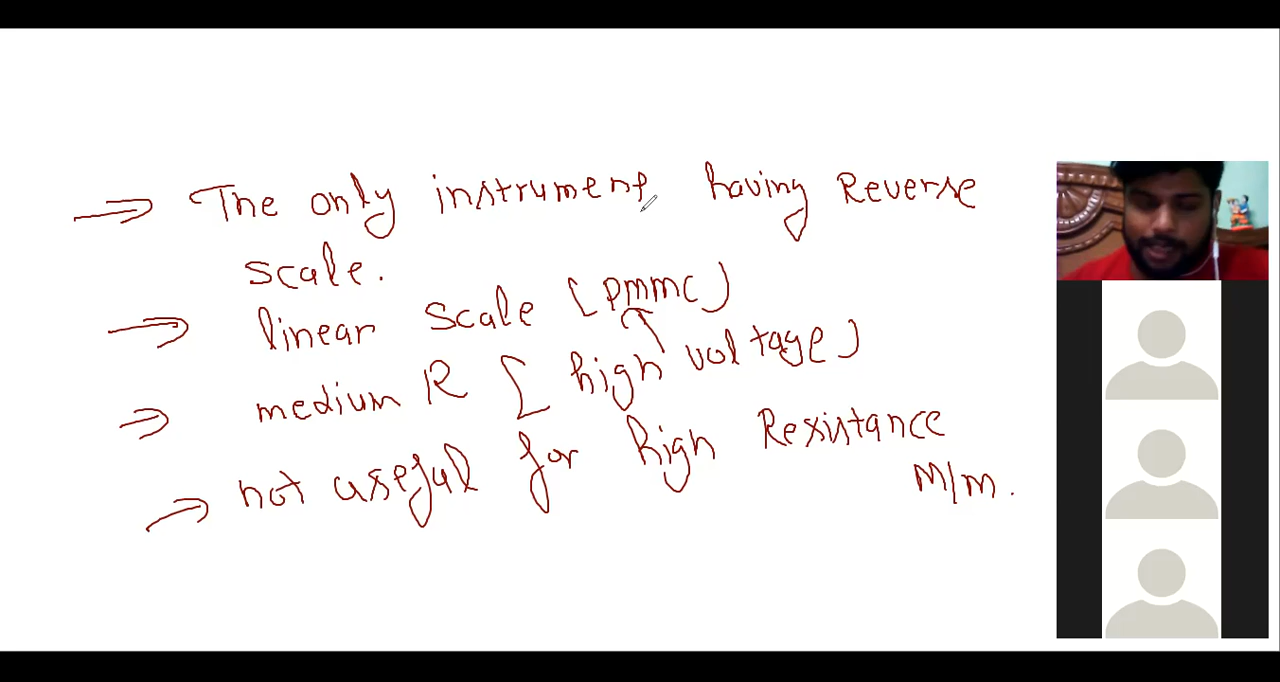 → The only instrument having Reverse
scale.
→ linear scale (PMMC)
→ medium R [high voltage]
→ not useful for high Resistance
M/m.